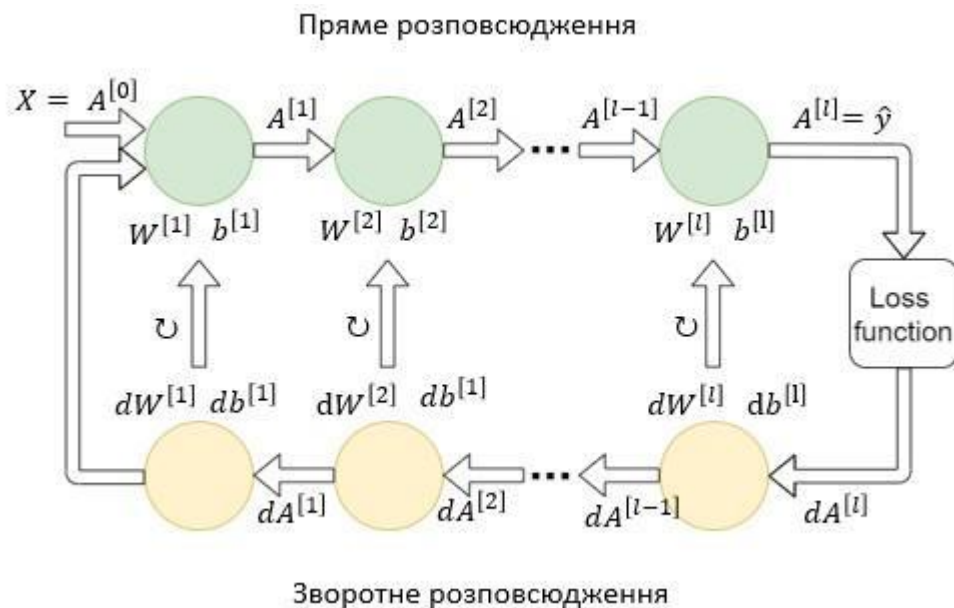 Пряме розповсюдження
X = A^{[0]} A^{[1]} A^{[2]} A^{[l−1]} A^{[l]} = ŷ
...
W^{[1]} b^{[1]} W^{[2]} b^{[2]} W^{[l]} b^{[l]}
Loss
function
↻ ↻ ↻
dW^{[1]} db^{[1]} dW^{[2]} db^{[1]} dW^{[l]} db^{[l]}
...
dA^{[1]} dA^{[2]} dA^{[l−1]} dA^{[l]}
Зворотне розповсюдження